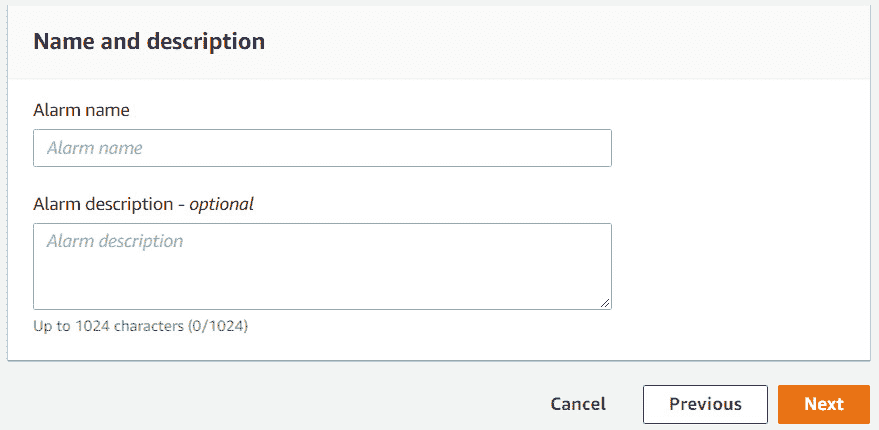 Name and description
Alarm name
Alarm name
Alarm description - optional
Alarm description
Up to 1024 characters (0/1024)
Cancel Previous Next